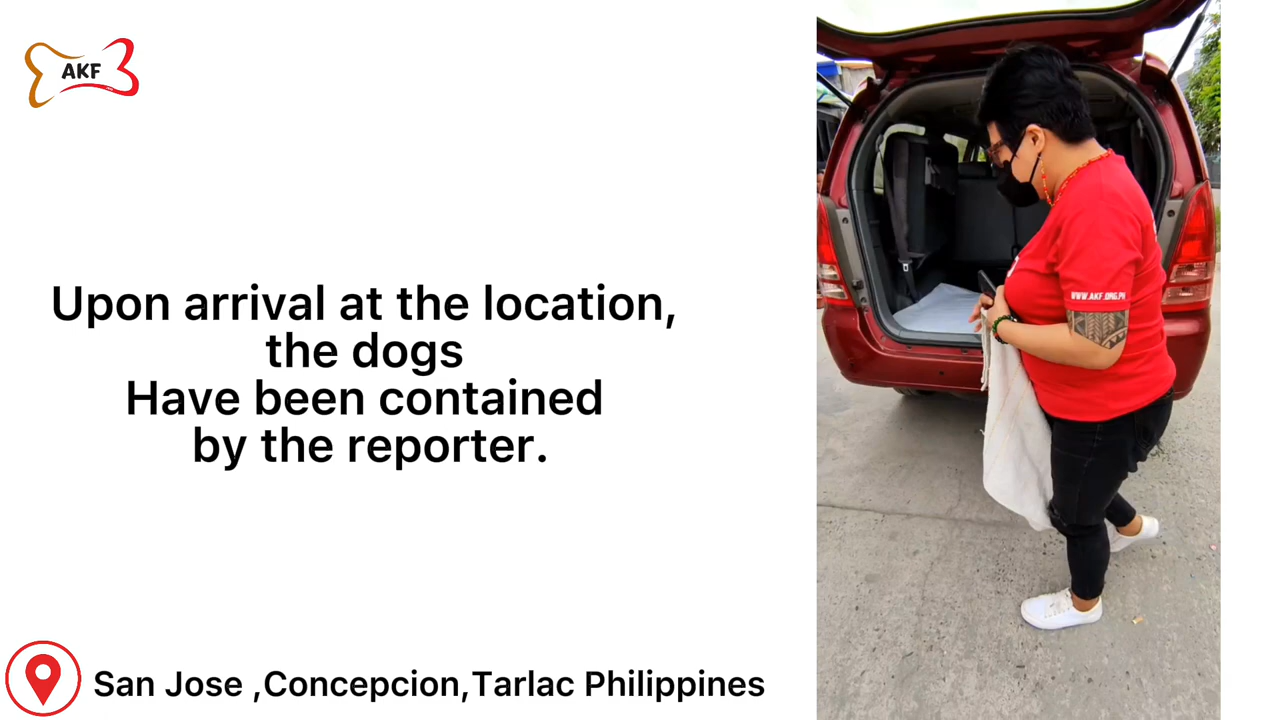 AKF
Upon arrival at the location,
the dogs
Have been contained
by the reporter.
WWW.AKF.ORG.PH
San Jose ,Concepcion,Tarlac Philippines